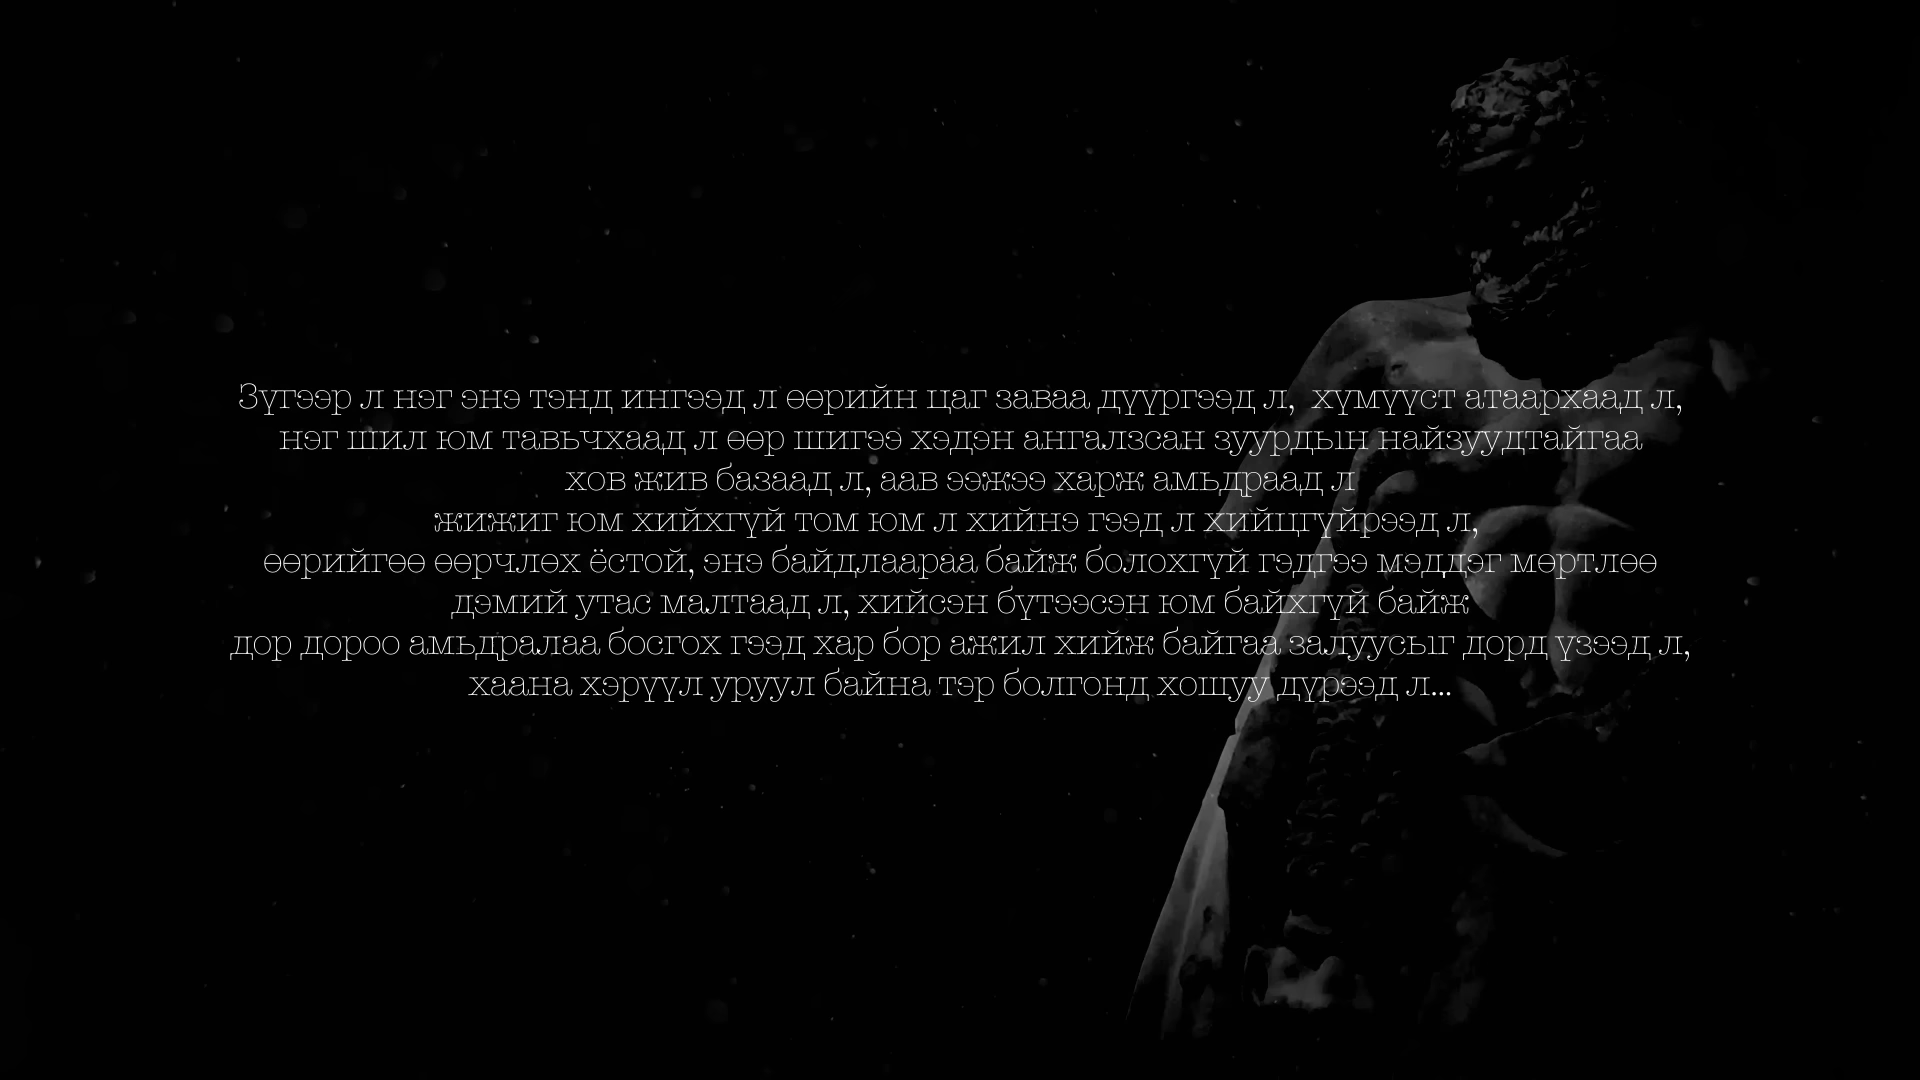 Зүгээр л нэг энэ тэнд ингээд л өөрийн цаг заваа дүүргээд л,  хүмүүст атаархаад л,
нэг шил юм тавьчхаад л өөр шигээ хэдэн ангалзсан зуурдын найзуудтайгаа
хов жив базаад л, аав ээжээ харж амьдраад л
жижиг юм хийхгүй том юм л хийнэ гээд л хийцгүйрээд л,
өөрийгөө өөрчлөх ёстой, энэ байдлаараа байж болохгүй гэдгээ мэддэг мөртлөө
дэмий утас малтаад л, хийсэн бүтээсэн юм байхгүй байж
дор дороо амьдралаа босгох гээд хар бор ажил хийж байгаа залуусыг дорд үзээд л,
хаана хэрүүл уруул байна тэр болгонд хошуу дүрээд л...